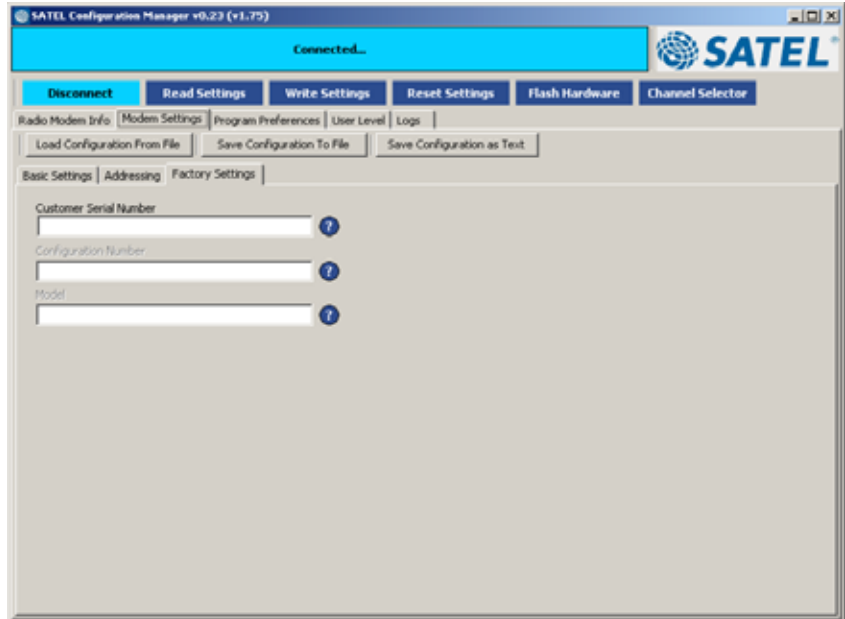 SATEL Configuration Manager v0.23 (v1.75)
Connected...
SATEL
Disconnect Read Settings Write Settings Reset Settings Flash Hardware Channel Selector
Radio Modem Info Modem Settings Program Preferences User Level Logs
Load Configuration From File Save Configuration To File Save Configuration as Text
Basic Settings Addressing Factory Settings
Customer Serial Number
?
Configuration Number
?
Model
?